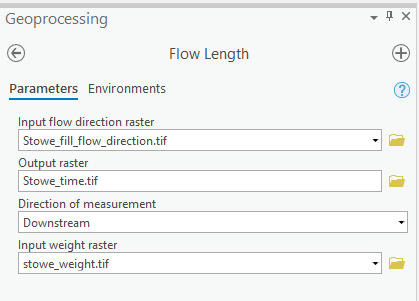 Geoprocessing
Flow Length
Parameters Environments
Input flow direction raster
Stowe_fill_flow_direction.tif
Output raster
Stowe_time.tif
Direction of measurement
Downstream
Input weight raster
stowe_weight.tif